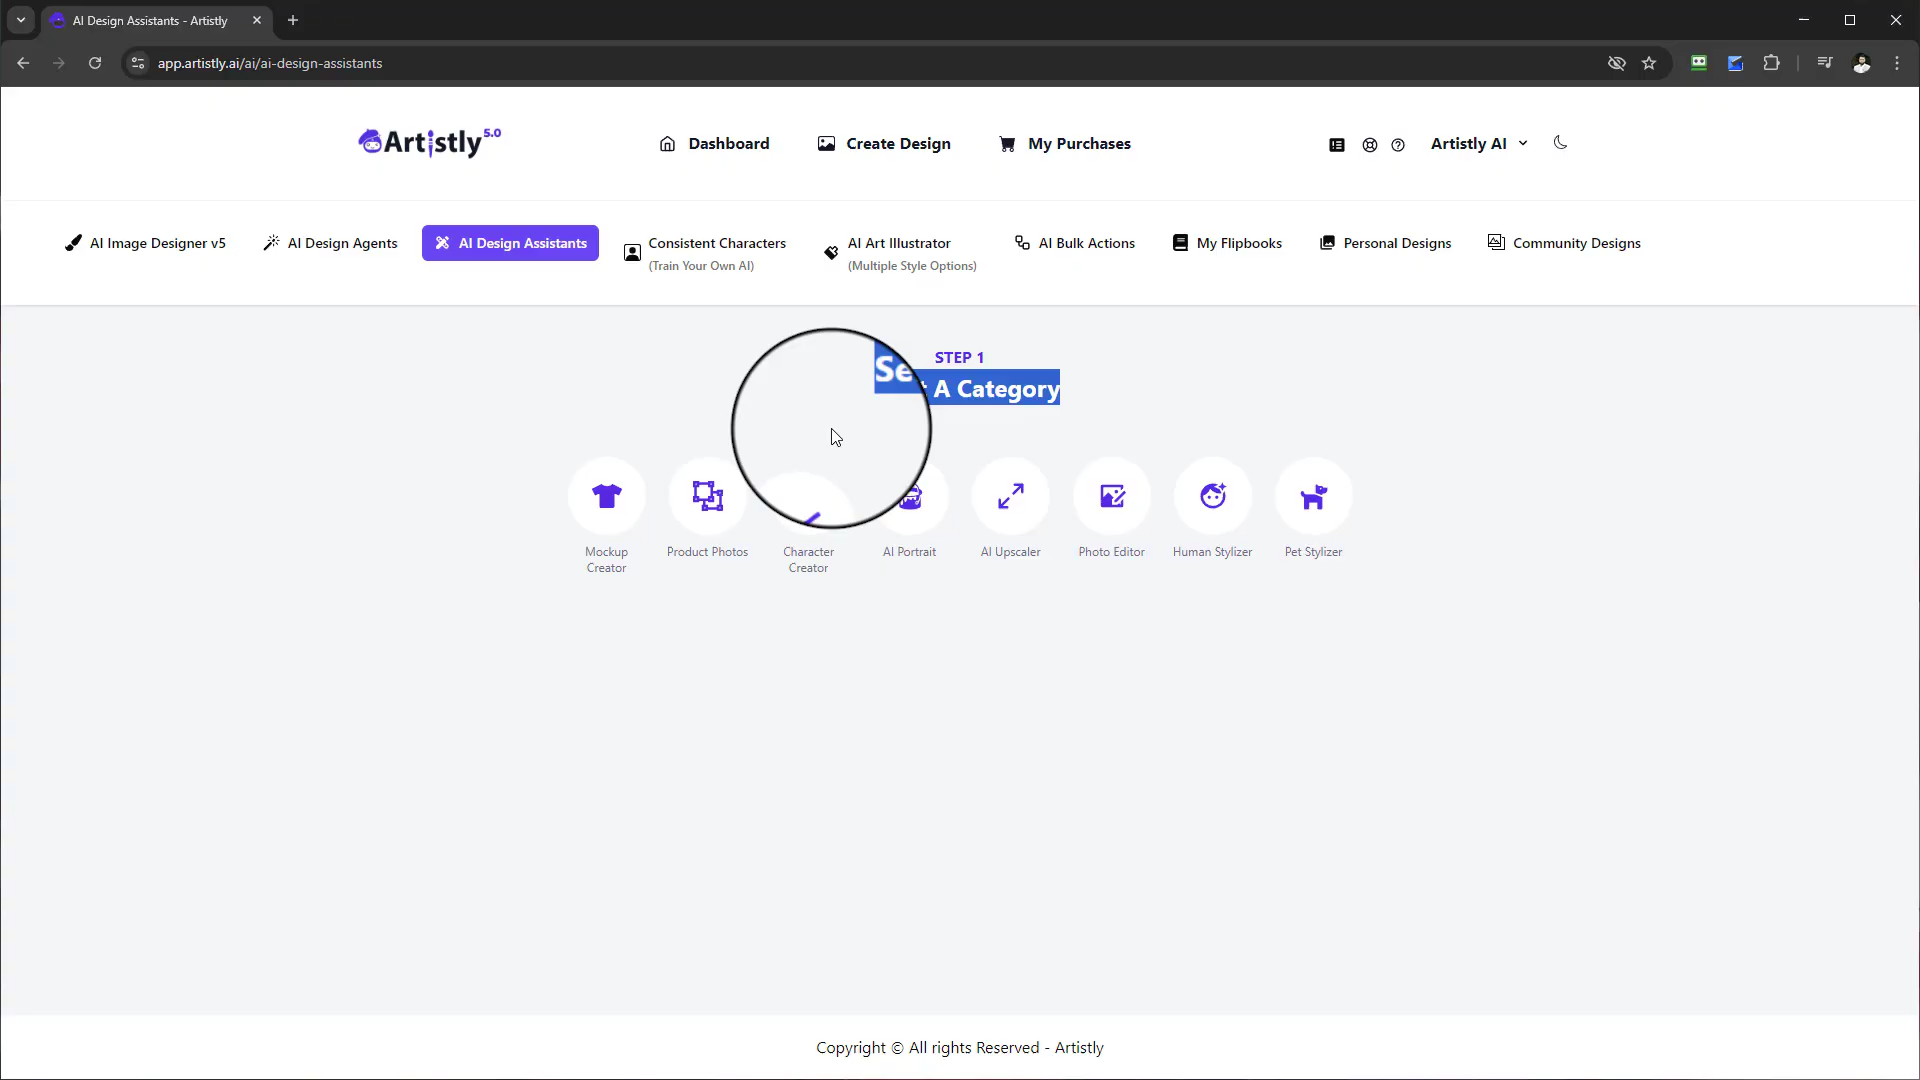 AI Design Assistants - Artistly
app.artistly.ai/ai/ai-design-assistants
Artistly 5.0
Dashboard
Create Design
My Purchases
Artistly AI
AI Image Designer v5
AI Design Agents
AI Design Assistants
Consistent Characters
(Train Your Own AI)
AI Art Illustrator
(Multiple Style Options)
AI Bulk Actions
My Flipbooks
Personal Designs
Community Designs
STEP 1
A Category
Mockup
Creator
Product Photos
Character
Creator
AI Portrait
AI Upscaler
Photo Editor
Human Stylizer
Pet Stylizer
Copyright © All rights Reserved - Artistly